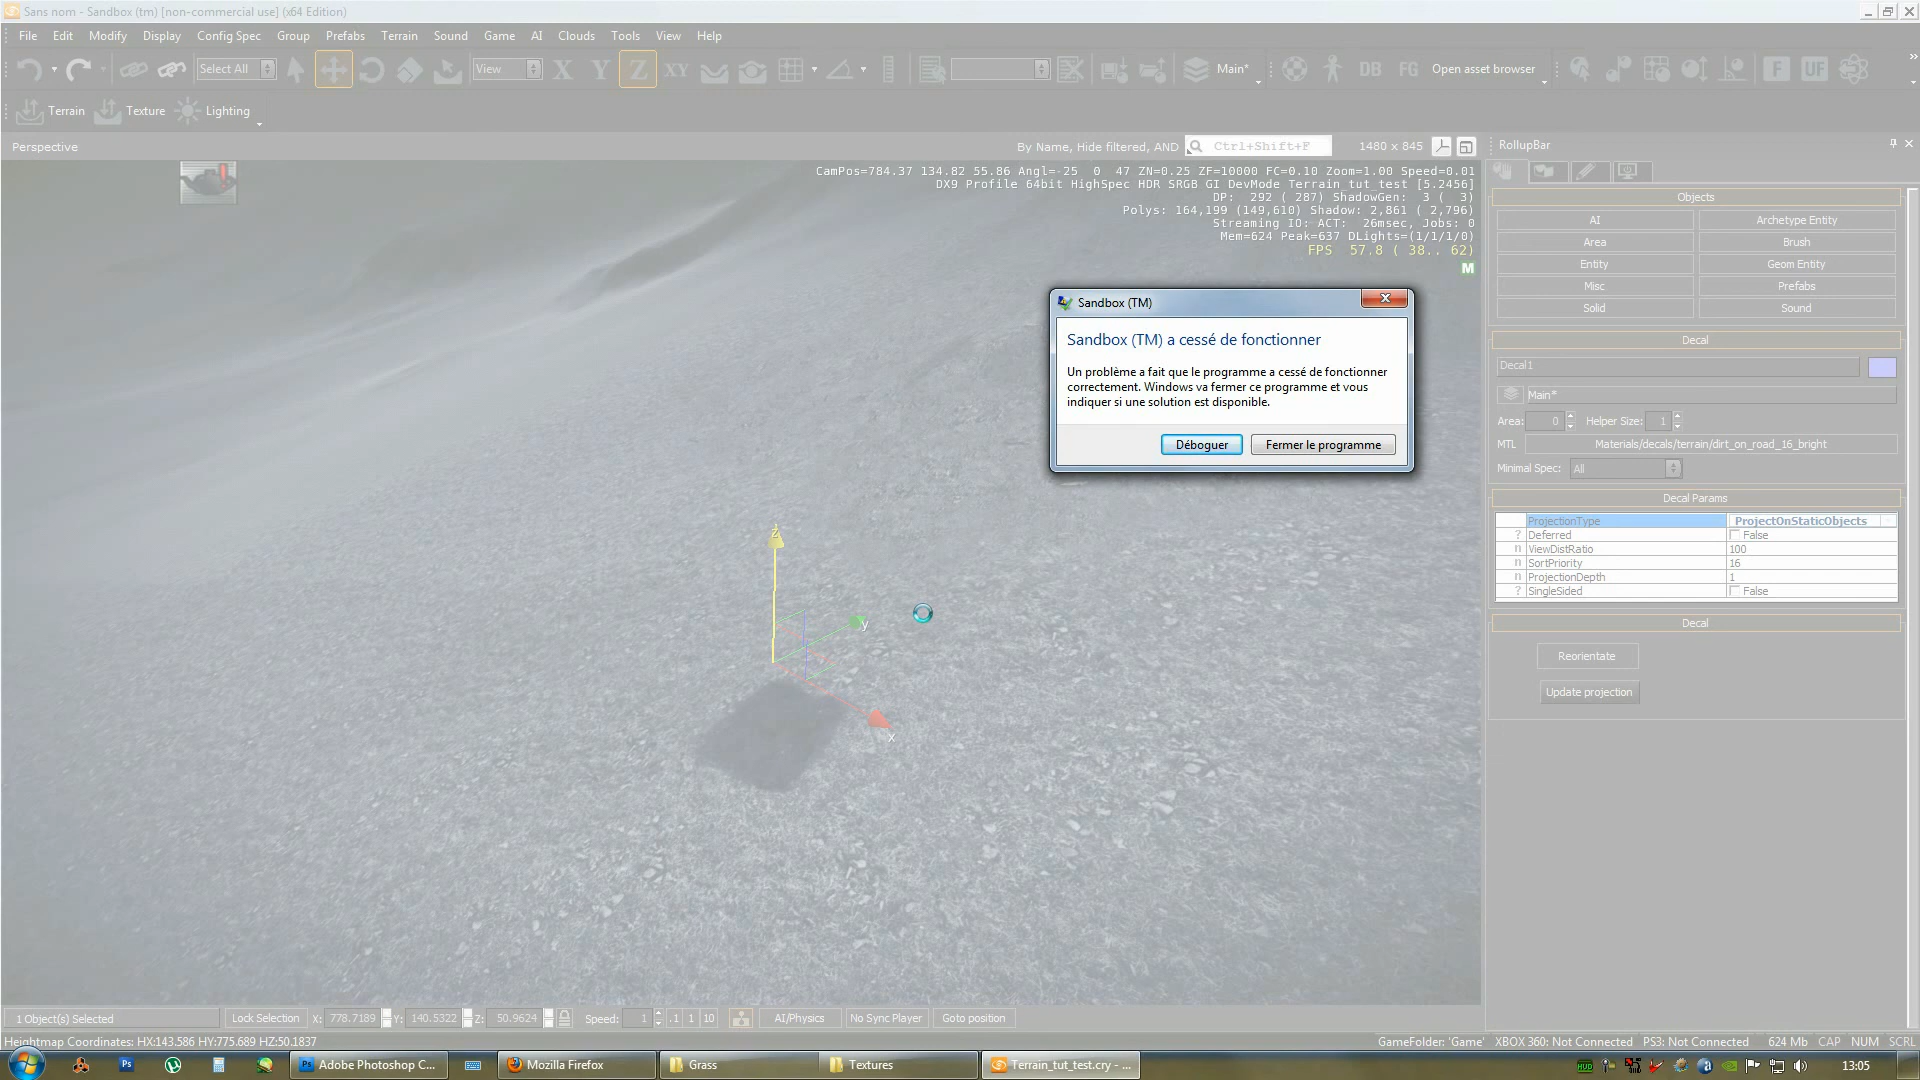 Sans nom - Sandbox (tm) [non-commercial use] (x64 Edition)
File Edit Modify Display Config Spec Group Prefabs Terrain Sound Game AI Clouds Tools View Help
Select All View X Y Z XY Main* DB FG Open asset browser F UF
Terrain Texture Lighting
Perspective By Name, Hide filtered, AND Ctrl+Shift+F 1480 x 845 RollupBar
CamPos=784.37 134.82 55.86 Angl=-25 0 47 ZN=0.25 ZF=10000 FC=0.10 Zoom=1.00 Speed=0.01
DX9 Profile 64bit HighSpec HDR SRGB GI DevMode Terrain_tut_test [5.2456]
DP: 292 ( 287) ShadowGen: 3 ( 3)
Polys: 164,199 (149,610) Shadow: 2,861 ( 2,796)
Streaming IO: ACT: 26msec, Jobs: 0
Mem=624 Peak=637 DLights=(1/1/1/0)
FPS 57.8 ( 38.. 62)
M
Sandbox (TM)
Sandbox (TM) a cessé de fonctionner
Un problème a fait que le programme a cessé de fonctionner
correctement. Windows va fermer ce programme et vous
indiquer si une solution est disponible.
Déboguer Fermer le programme
Objects
AI Archetype Entity
Area Brush
Entity Geom Entity
Misc Prefabs
Solid Sound
Decal
Decal1
Main*
Area: 0 Helper Size: 1
MTL Materials/decals/terrain/dirt_on_road_16_bright
Minimal Spec: All
Decal Params
ProjectionType ProjectOnStaticObjects
? Deferred False
n ViewDistRatio 100
n SortPriority 16
n ProjectionDepth 1
? SingleSided False
Decal
Reorientate
Update projection
z
y
x
1 Object(s) Selected Lock Selection X: 778.7189 Y: 140.5322 Z: 50.9624 Speed: 1 .1 1 10 AI/Physics No Sync Player Goto position
Heightmap Coordinates: HX:143.586 HY:775.689 HZ:50.1837 GameFolder: 'Game' XBOX 360: Not Connected PS3: Not Connected 624 Mb CAP NUM SCRL
Ps Ps Adobe Photoshop C... Mozilla Firefox Grass Textures Terrain_tut_test.cry - ... 13:05